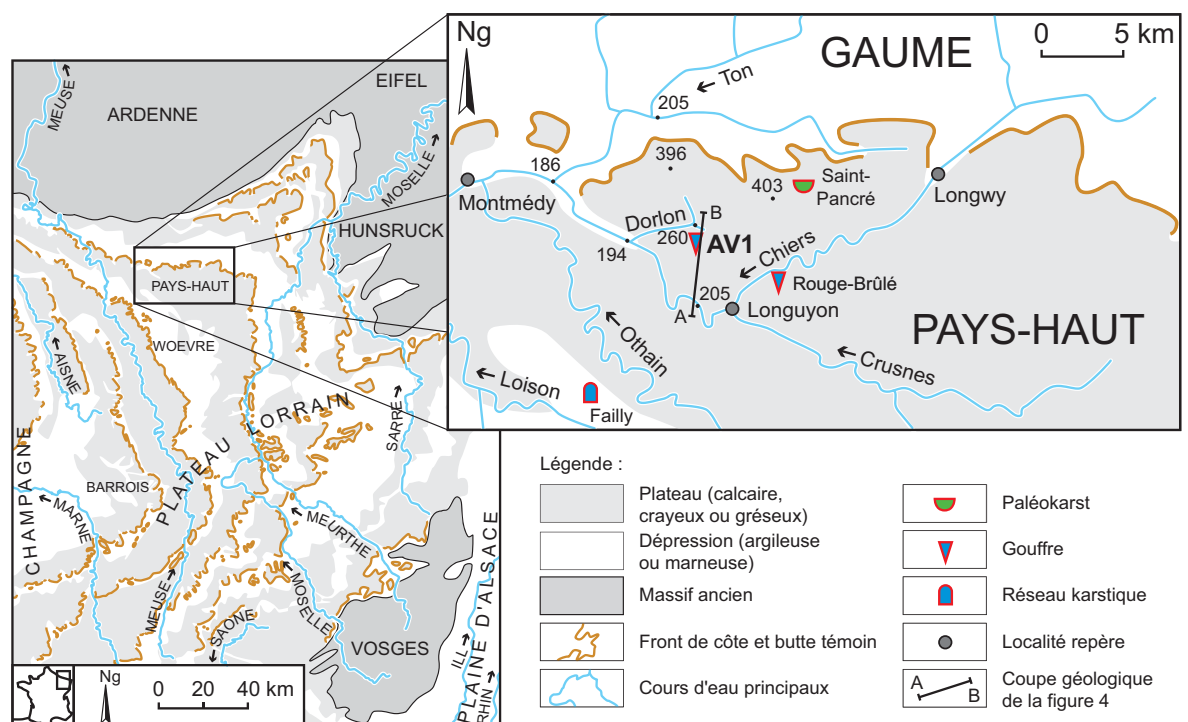 Ng
GAUME
0 5 km
Ton
205
396
186
403
Saint-
Pancré
Longwy
Montmédy
Dorlon
B
260
AV1
194
Chiers
Rouge-Brûlé
205
A
Longuyon
PAYS-HAUT
Othain
Crusnes
Loison
Failly
MEUSE
ARDENNE
EIFEL
MOSELLE
HUNSRUCK
PAYS-HAUT
WOEVRE
AISNE
PLATEAU LORRAIN
SARRE
CHAMPAGNE
BARROIS
MARNE
MEURTHE
MEUSE
MOSELLE
SAONE
VOSGES
PLAINE D'ALSACE
ILL
RHIN
Ng
0 20 40 km
Légende :
Plateau (calcaire,
crayeux ou gréseux)
Dépression (argileuse
ou marneuse)
Massif ancien
Front de côte et butte témoin
Cours d'eau principaux
Paléokarst
Gouffre
Réseau karstique
Localité repère
A B
Coupe géologique
de la figure 4